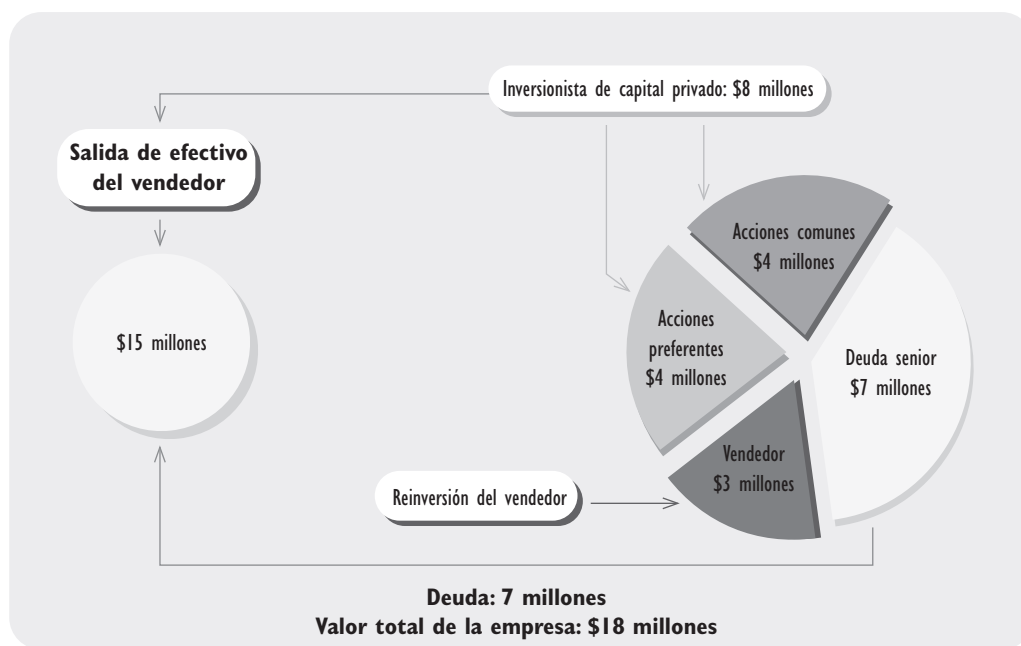 Inversionista de capital privado: $8 millones
Salida de efectivo
del vendedor
$15 millones
Acciones comunes
$4 millones
Acciones
preferentes
$4 millones
Deuda senior
$7 millones
Vendedor
$3 millones
Reinversión del vendedor
Deuda: 7 millones
Valor total de la empresa: $18 millones